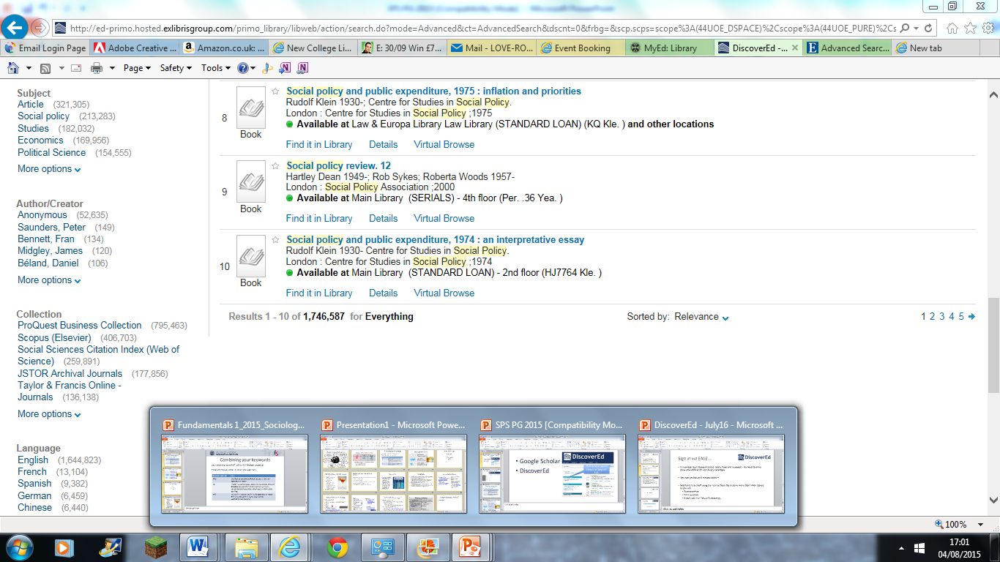 SPS PG 2015 [Compatibility Mode] - Microsoft PowerPoint
http://ed-primo.hosted.exlibrisgroup.com/primo_library/libweb/action/search.do?mode=Advanced&ct=AdvancedSearch&dscnt=0&frbg=&scp.scps=scope%3A(44UOE_DSPACE)%2Cscope%3A(44UOE_PURE)%2Cs
Email Login Page
Adobe Creative ...
Amazon.co.uk: ...
New College Li...
E: 30/09 Win £7...
Mail - LOVE-RO...
Event Booking
MyEd: Library
DiscoverEd -...
Advanced Searc...
New tab
Page Safety Tools
Subject
Article (321,305)
Social policy (213,283)
Studies (182,032)
Economics (169,956)
Political Science (154,555)
More options
Author/Creator
Anonymous (52,635)
Saunders, Peter (149)
Bennett, Fran (134)
Midgley, James (120)
Béland, Daniel (106)
More options
Collection
ProQuest Business Collection (795,463)
Scopus (Elsevier) (406,703)
Social Sciences Citation Index (Web of
Science) (259,891)
JSTOR Archival Journals (177,856)
Taylor & Francis Online -
Journals (136,138)
More options
Language
English (1,644,823)
French (13,104)
Spanish (9,382)
German (6,459)
Chinese (6,440)
8
Book
Social policy and public expenditure, 1975 : inflation and priorities
Rudolf Klein 1930-; Centre for Studies in Social Policy.
London : Centre for Studies in Social Policy ;1975
Available at Law & Europa Library Law Library (STANDARD LOAN) (KQ Kle. ) and other locations
Find it in Library Details Virtual Browse
9
Book
Social policy review. 12
Hartley Dean 1949-; Rob Sykes; Roberta Woods 1957-
London : Social Policy Association ;2000
Available at Main Library (SERIALS) - 4th floor (Per. .36 Yea. )
Find it in Library Details Virtual Browse
10
Book
Social policy and public expenditure, 1974 : an interpretative essay
Rudolf Klein 1930- Centre for Studies in Social Policy.
London : Centre for Studies in Social Policy ;1974
Available at Main Library (STANDARD LOAN) - 2nd floor (HJ7764 Kle. )
Find it in Library Details Virtual Browse
Results 1 - 10 of 1,746,587 for Everything
Sorted by: Relevance
1 2 3 4 5
Fundamentals 1_2015_Sociolog...
Combining your keywords
Presentation1 - Microsoft Powe...
SPS PG 2015 [Compatibility Mo...
• Google Scholar
• DiscoverEd
DiscoverEd
DiscoverEd - July16 - Microsoft ...
Sign in via EASE ...
DiscoverEd
100%
17:01
04/08/2015